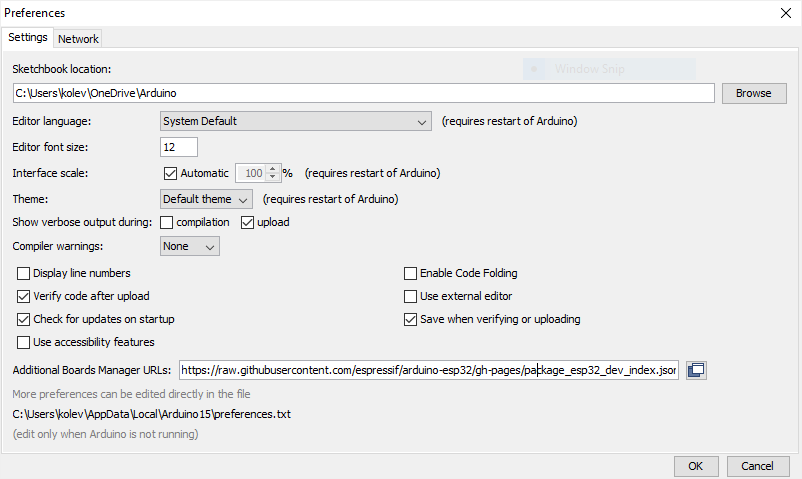 Preferences
Settings Network
Sketchbook location:
Window Snip
C:\Users\kolev\OneDrive\Arduino Browse
Editor language: System Default (requires restart of Arduino)
Editor font size: 12
Interface scale: Automatic 100 % (requires restart of Arduino)
Theme: Default theme (requires restart of Arduino)
Show verbose output during: compilation upload
Compiler warnings: None
Display line numbers Enable Code Folding
Verify code after upload Use external editor
Check for updates on startup Save when verifying or uploading
Use accessibility features
Additional Boards Manager URLs: https://raw.githubusercontent.com/espressif/arduino-esp32/gh-pages/package_esp32_dev_index.json
More preferences can be edited directly in the file
C:\Users\kolev\AppData\Local\Arduino15\preferences.txt
(edit only when Arduino is not running)
OK Cancel